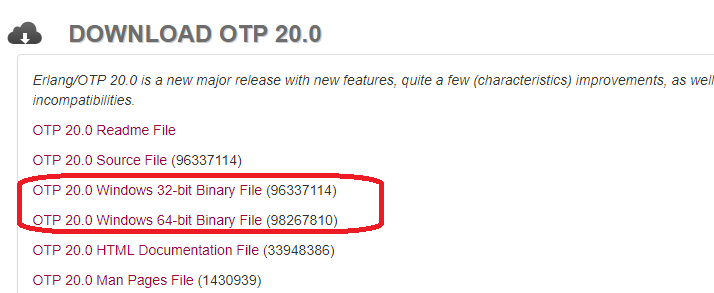 DOWNLOAD OTP 20.0
Erlang/OTP 20.0 is a new major release with new features, quite a few (characteristics) improvements, as well
incompatibilities.
OTP 20.0 Readme File
OTP 20.0 Source File (96337114)
OTP 20.0 Windows 32-bit Binary File (96337114)
OTP 20.0 Windows 64-bit Binary File (98267810)
OTP 20.0 HTML Documentation File (33948386)
OTP 20.0 Man Pages File (1430939)